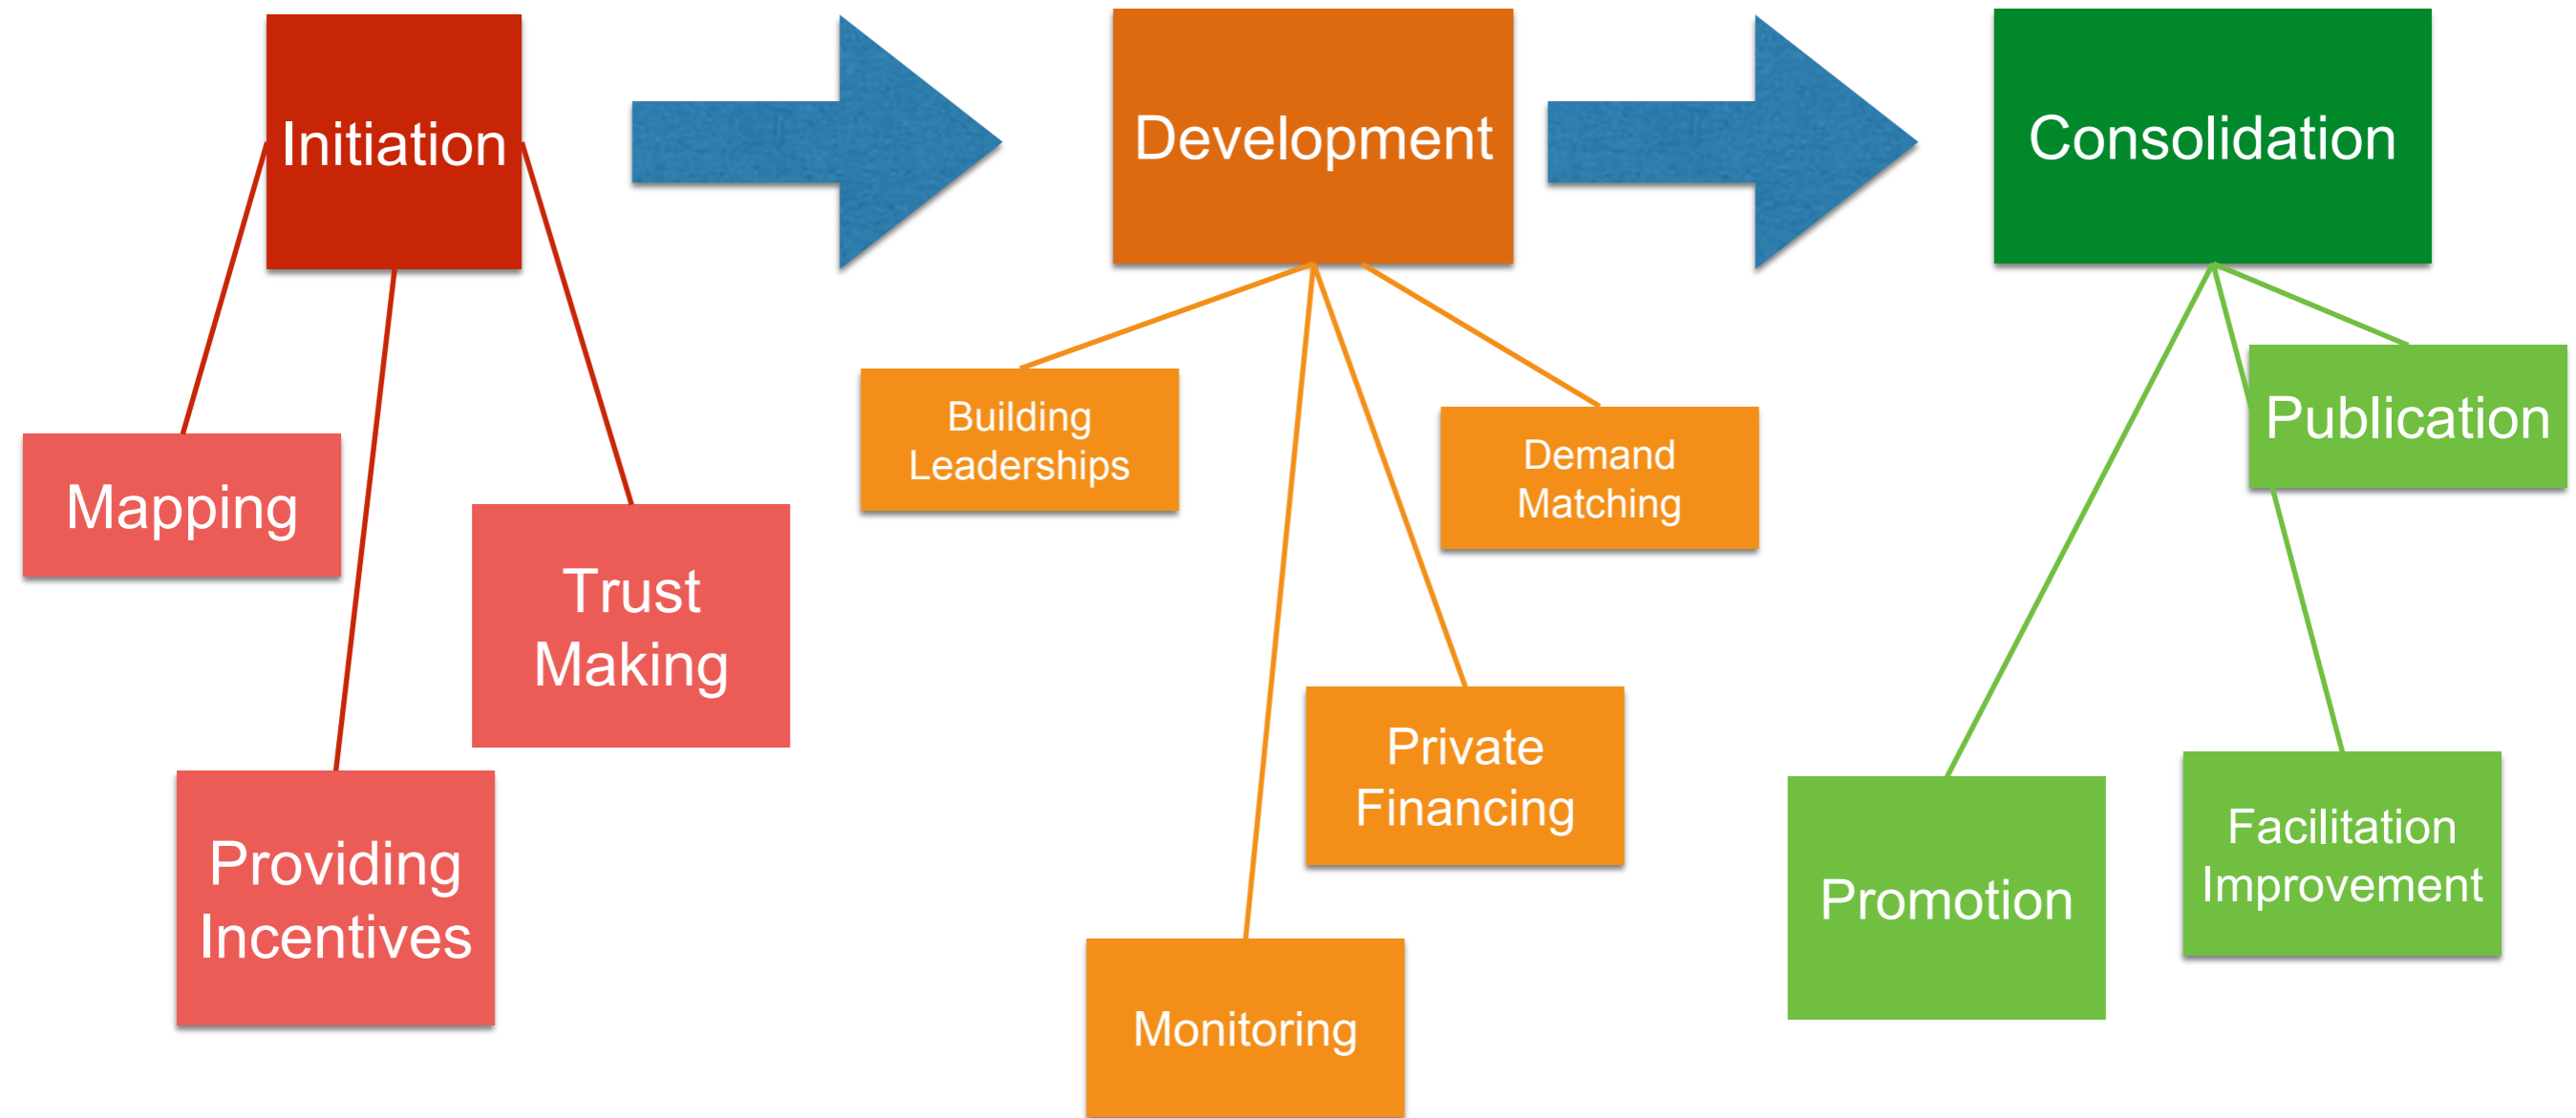 Initiation
Development
Consolidation
Mapping
Trust
Making
Providing
Incentives
Building
Leaderships
Demand
Matching
Private
Financing
Monitoring
Publication
Promotion
Facilitation
Improvement